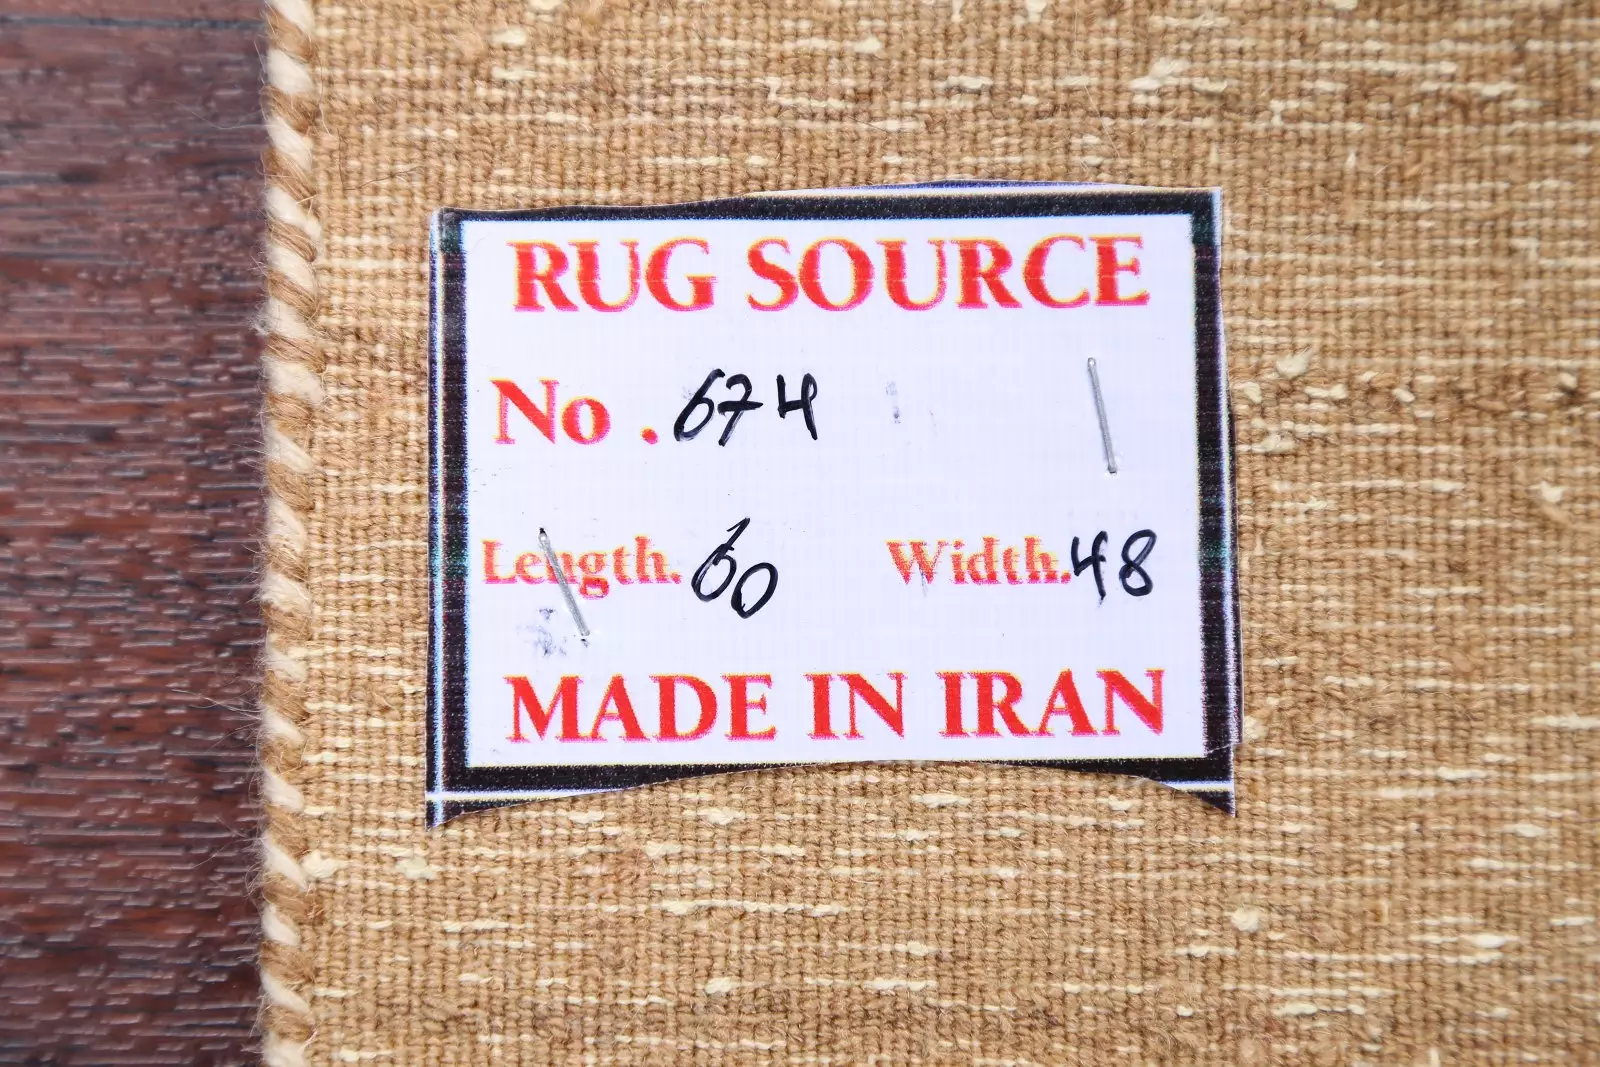 RUG SOURCE
No . 674
Length. 60 Width. 48
MADE IN IRAN